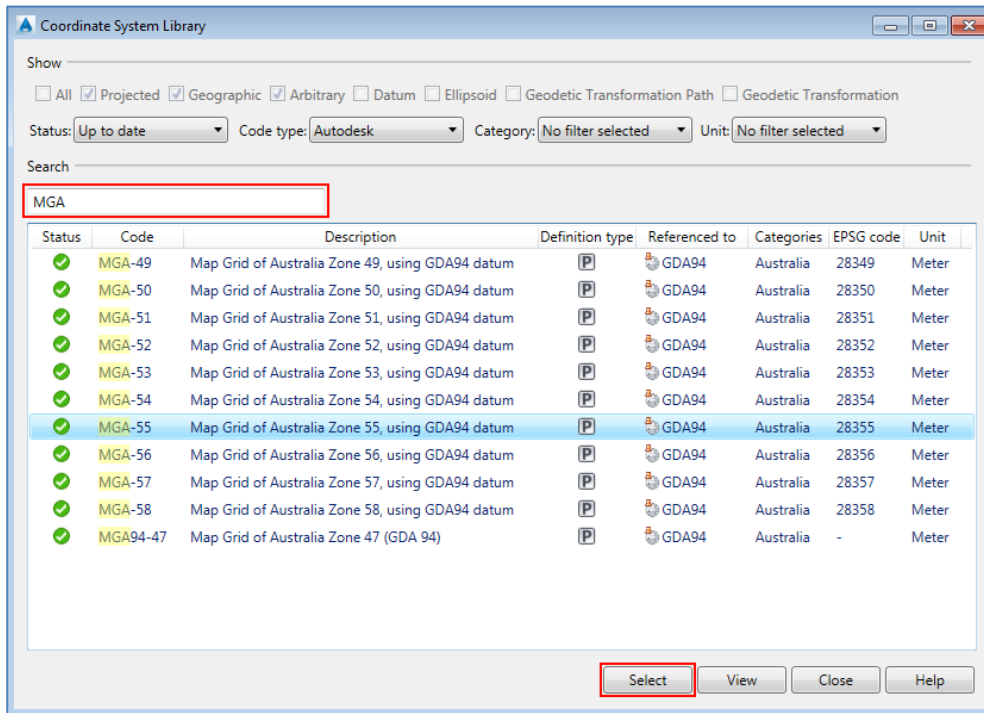 Coordinate System Library
Show
All Projected Geographic Arbitrary Datum Ellipsoid Geodetic Transformation Path Geodetic Transformation
Status: Up to date Code type: Autodesk Category: No filter selected Unit: No filter selected
Search
MGA
Status Code Description Definition type Referenced to Categories EPSG code Unit
MGA-49 Map Grid of Australia Zone 49, using GDA94 datum P GDA94 Australia 28349 Meter
MGA-50 Map Grid of Australia Zone 50, using GDA94 datum P GDA94 Australia 28350 Meter
MGA-51 Map Grid of Australia Zone 51, using GDA94 datum P GDA94 Australia 28351 Meter
MGA-52 Map Grid of Australia Zone 52, using GDA94 datum P GDA94 Australia 28352 Meter
MGA-53 Map Grid of Australia Zone 53, using GDA94 datum P GDA94 Australia 28353 Meter
MGA-54 Map Grid of Australia Zone 54, using GDA94 datum P GDA94 Australia 28354 Meter
MGA-55 Map Grid of Australia Zone 55, using GDA94 datum P GDA94 Australia 28355 Meter
MGA-56 Map Grid of Australia Zone 56, using GDA94 datum P GDA94 Australia 28356 Meter
MGA-57 Map Grid of Australia Zone 57, using GDA94 datum P GDA94 Australia 28357 Meter
MGA-58 Map Grid of Australia Zone 58, using GDA94 datum P GDA94 Australia 28358 Meter
MGA94-47 Map Grid of Australia Zone 47 (GDA 94) P GDA94 Australia - Meter
Select View Close Help